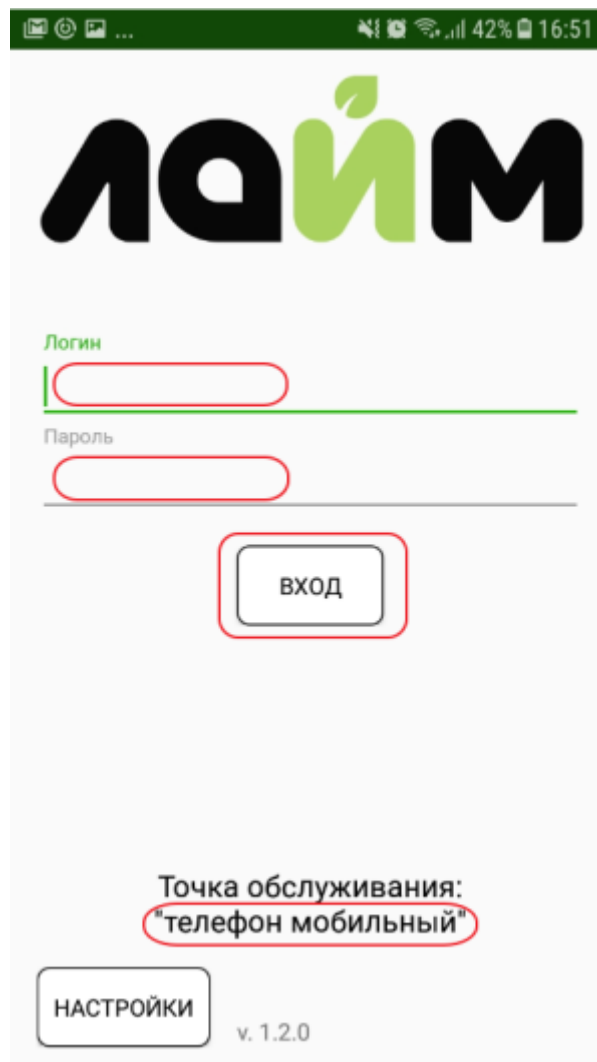 ... 42% 16:51
лайм
Логин
Пароль
ВХОД
Точка обслуживания:
"телефон мобильный"
НАСТРОЙКИ
v. 1.2.0